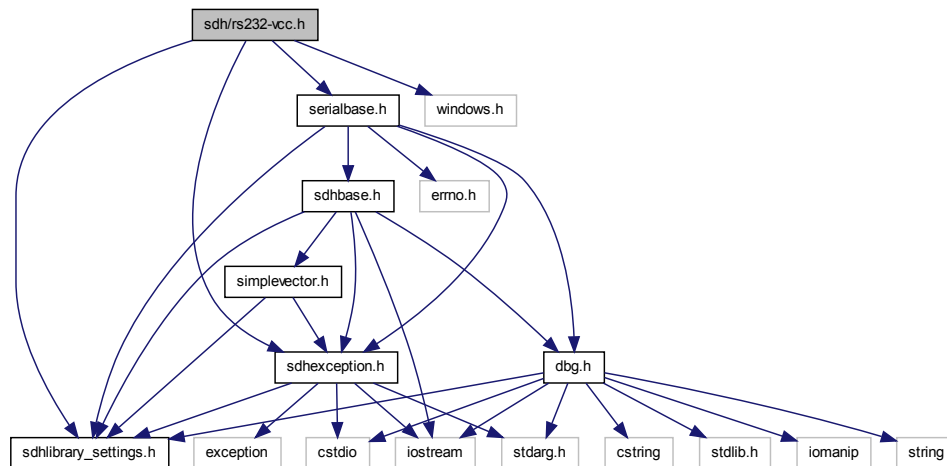 sdh/rs232-vcc.h
serialbase.h
windows.h
sdhbase.h
errno.h
simplevector.h
sdhexception.h
dbg.h
sdhlibrary_settings.h
exception
cstdio
iostream
stdarg.h
cstring
stdlib.h
iomanip
string